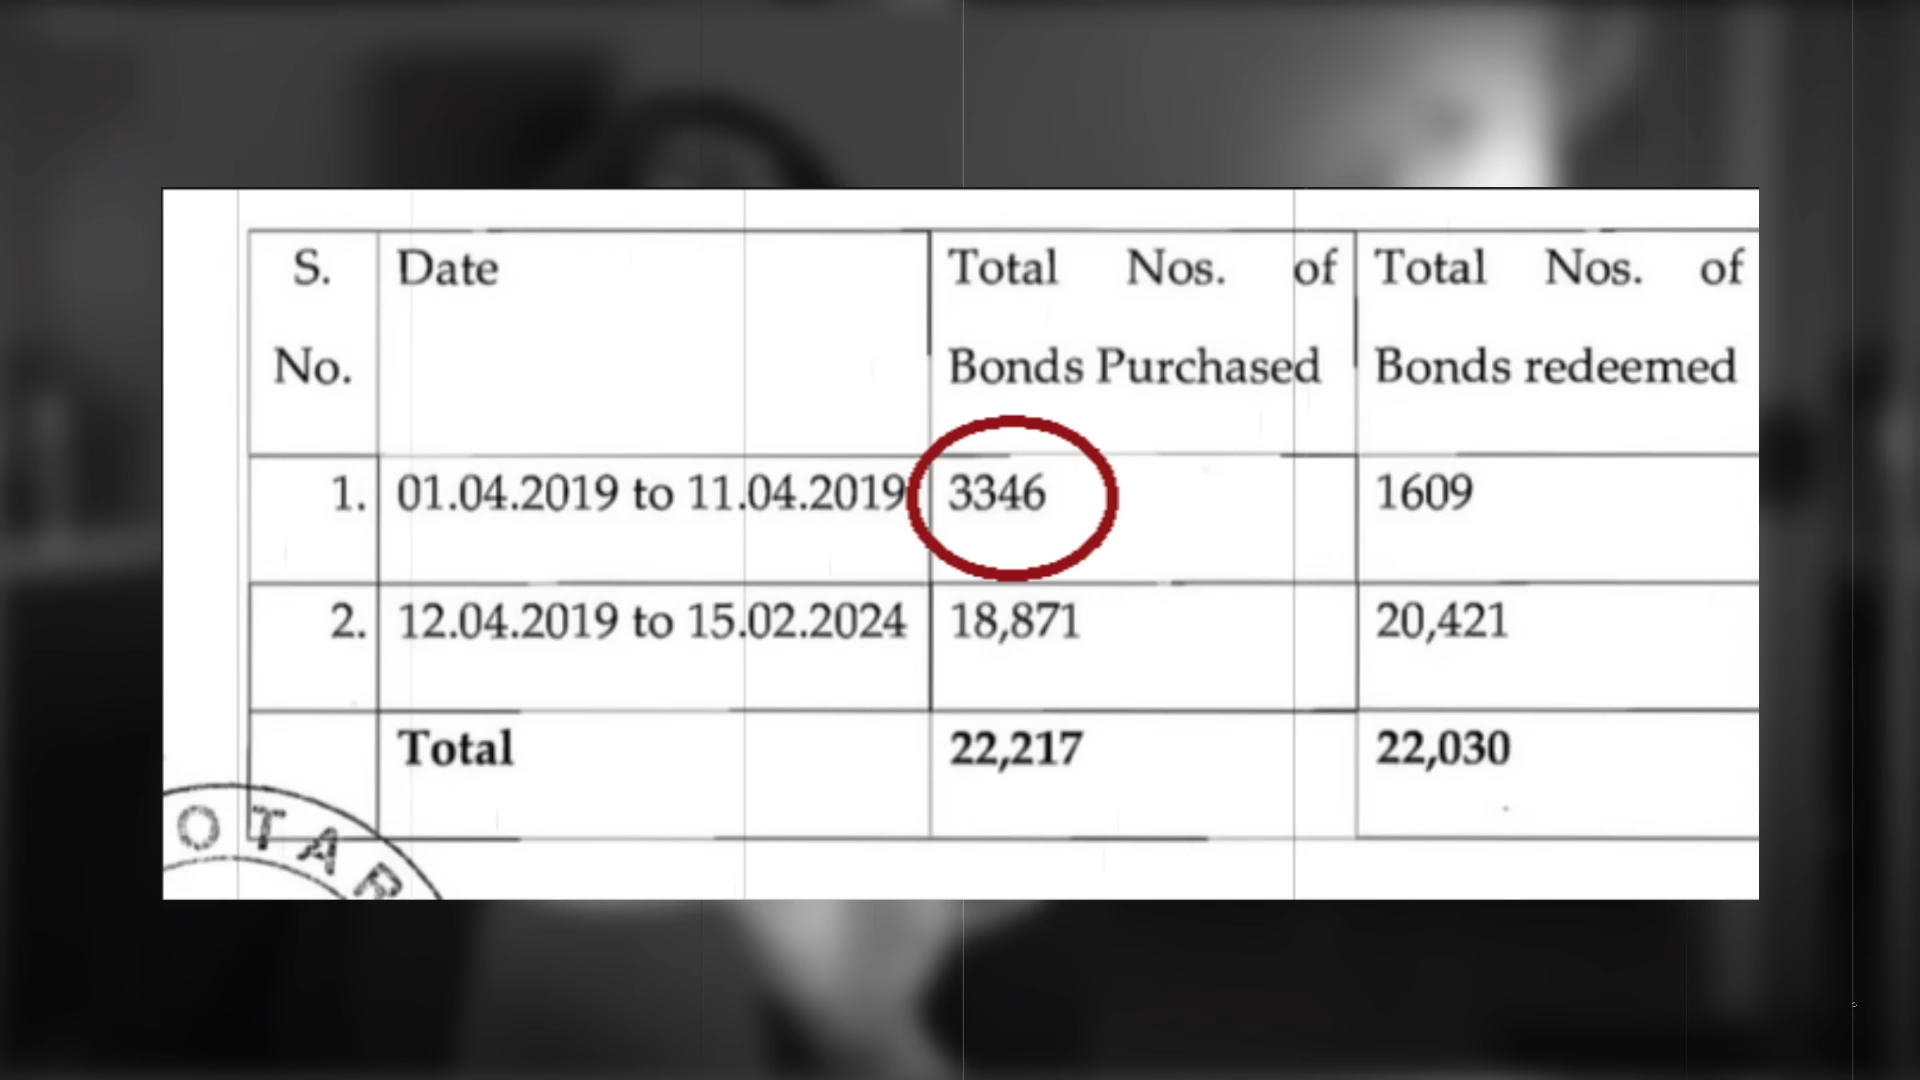 S. No. Date Total Nos. of Bonds Purchased Total Nos. of Bonds redeemed
1. 01.04.2019 to 11.04.2019 3346 1609
2. 12.04.2019 to 15.02.2024 18,871 20,421
Total 22,217 22,030
OTAR